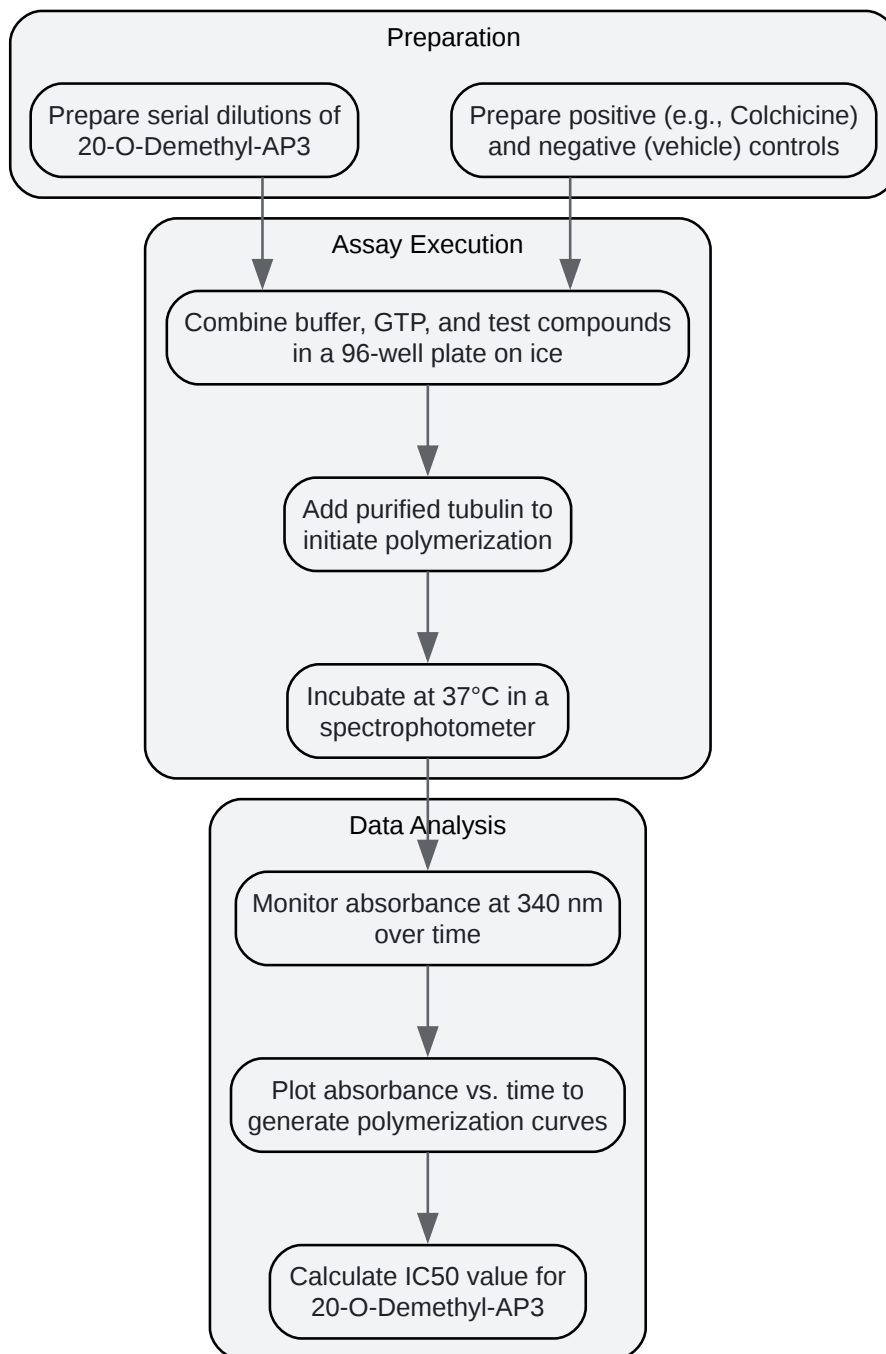 Preparation
Prepare serial dilutions of
20-O-Demethyl-AP3
Prepare positive (e.g., Colchicine)
and negative (vehicle) controls
Assay Execution
Combine buffer, GTP, and test compounds
in a 96-well plate on ice
Add purified tubulin to
initiate polymerization
Incubate at 37°C in a
spectrophotometer
Data Analysis
Monitor absorbance at 340 nm
over time
Plot absorbance vs. time to
generate polymerization curves
Calculate IC50 value for
20-O-Demethyl-AP3